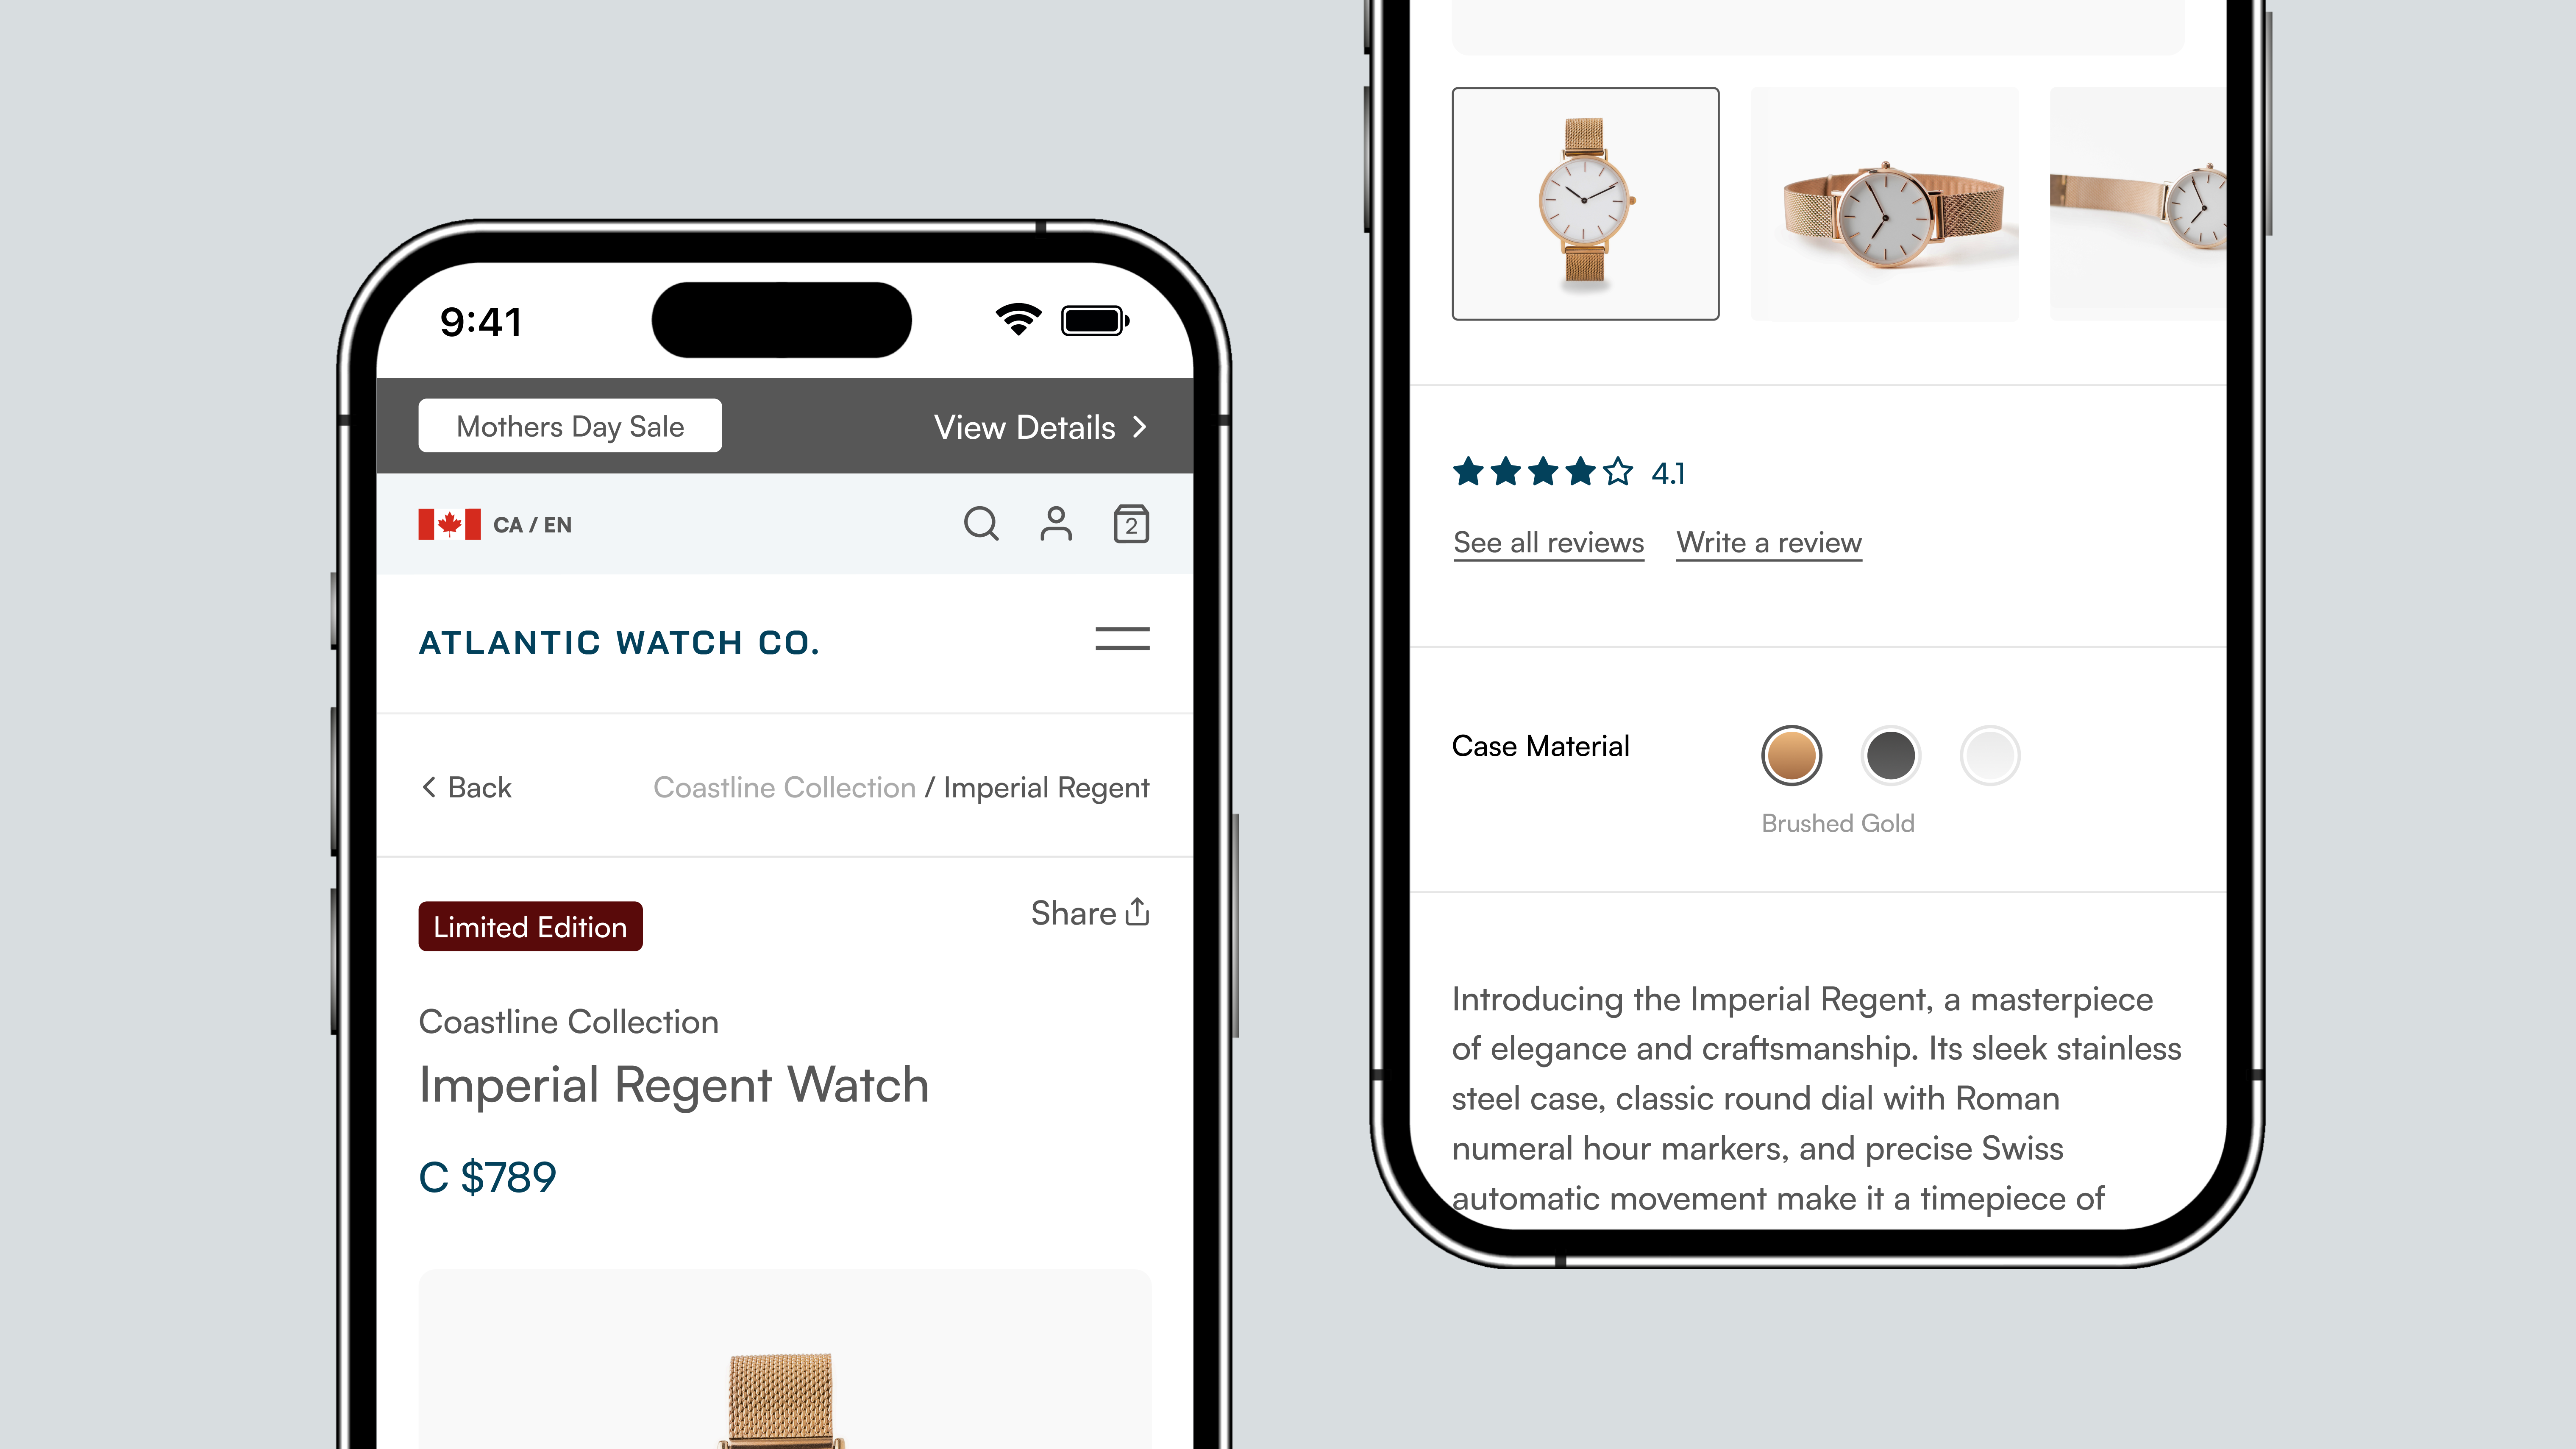 9:41
Mothers Day Sale
View Details
CA / EN
2
ATLANTIC WATCH CO.
Back
Coastline Collection / Imperial Regent
Limited Edition
Share
Coastline Collection
Imperial Regent Watch
C $789
4.1
See all reviews
Write a review
Case Material
Brushed Gold
Introducing the Imperial Regent, a masterpiece
of elegance and craftsmanship. Its sleek stainless
steel case, classic round dial with Roman
numeral hour markers, and precise Swiss
automatic movement make it a timepiece of